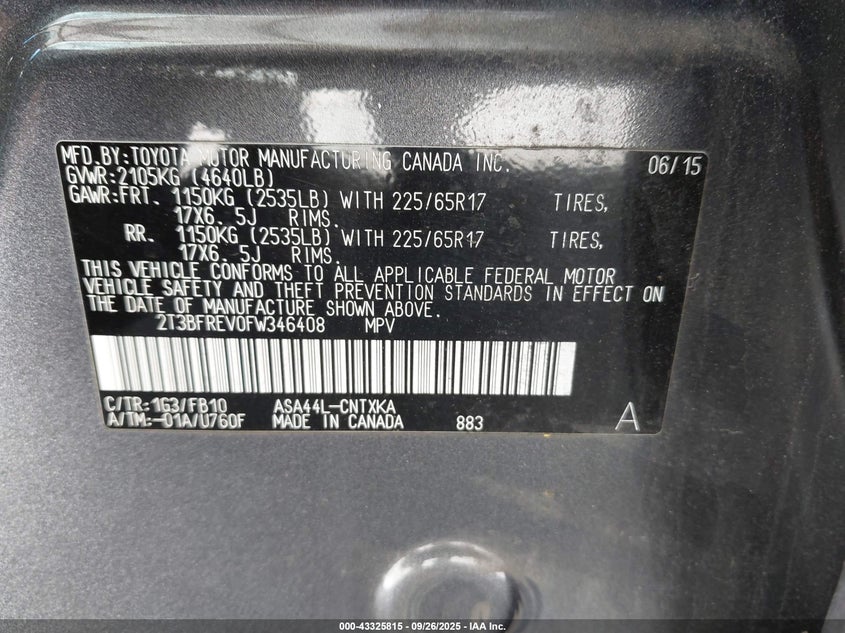 MFD.BY:TOYOTA MOTOR MANUFACTURING CANADA INC. 06/15
GVWR:2105KG (4640LB)
GAWR:FRT. 1150KG (2535LB) WITH 225/65R17 TIRES,
17X6.5J RIMS.
RR. 1150KG (2535LB) WITH 225/65R17 TIRES,
17X6.5J RIMS.
THIS VEHICLE CONFORMS TO ALL APPLICABLE FEDERAL MOTOR
VEHICLE SAFETY AND THEFT PREVENTION STANDARDS IN EFFECT ON
THE DATE OF MANUFACTURE SHOWN ABOVE.
2T3BFREV0FW346408 MPV
C/TR:1G3/FB10 ASA44L-CNTXKA
A/TM:-01A/U760F MADE IN CANADA 883 A
000-43325815 - 09/26/2025 - IAA Inc.